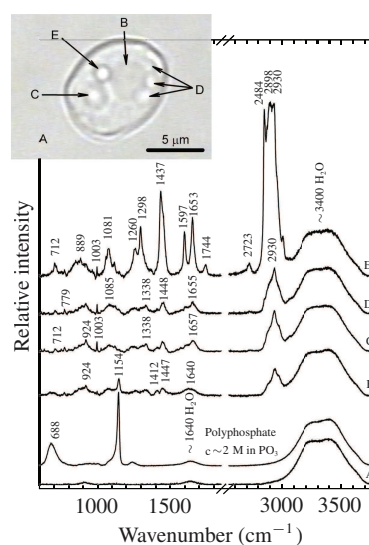 B
E
C
D
A
5 μm
Relative intensity
712
889
1003
1081
1260
1298
1437
1597
1653
1744
2723
2484
2898
2930
~ 3400 H₂O
712
779
1085
1338
1448
1655
2930
924
1003
1338
1657
924
1154
1412
1447
1640
688
~ 1640 H₂O
Polyphosphate
c ~2 M in PO₃
1000
1500
3000
3500
Wavenumber (cm⁻¹)